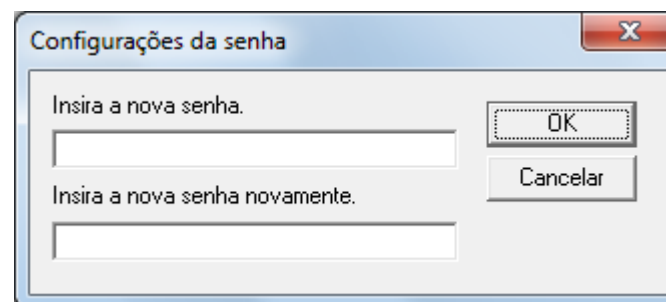 Configurações da senha
Insira a nova senha.
OK
Cancelar
Insira a nova senha novamente.